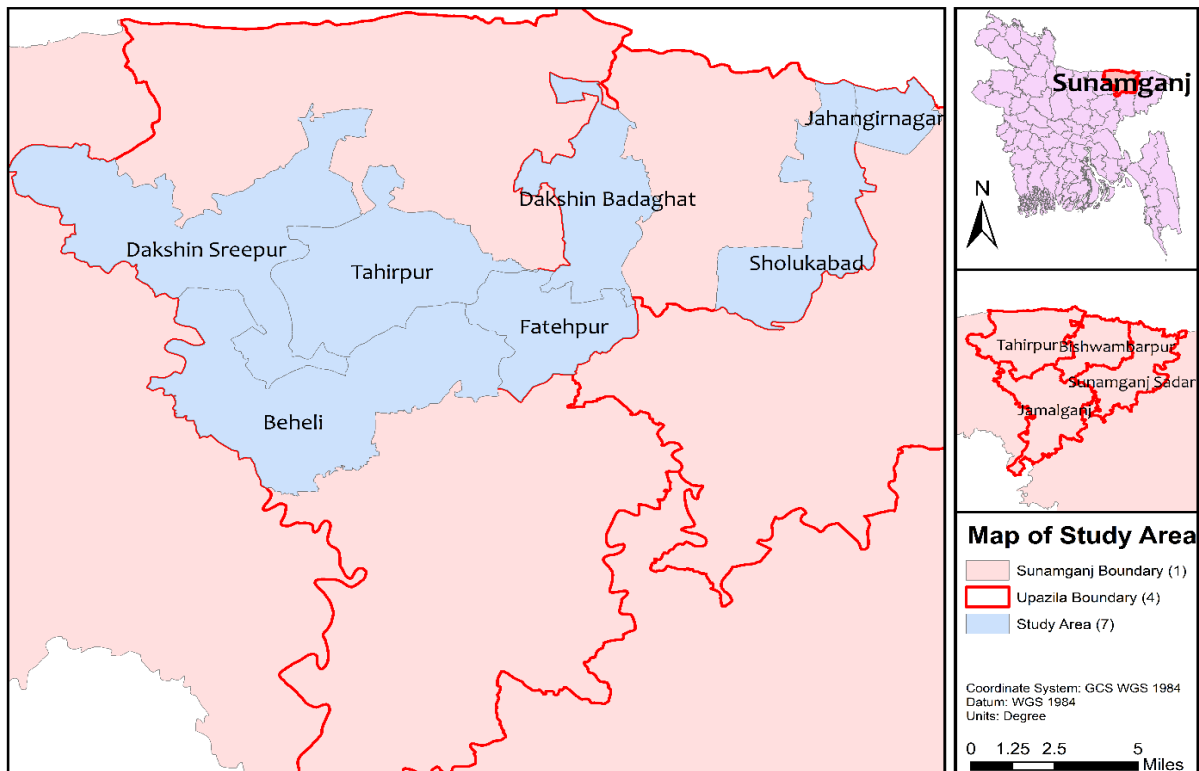 Jahangirnagar
Dakshin Badaghat
Dakshin Sreepur
Tahirpur
Sholukabad
Fatehpur
Beheli
Sunamganj
N
Tahirpur
Bishwambarpur
Sunamganj Sadar
Jamalganj
Map of Study Area
Sunamganj Boundary (1)
Upazila Boundary (4)
Study Area (7)
Coordinate System: GCS WGS 1984
Datum: WGS 1984
Units: Degree
0 1.25 2.5 5
Miles